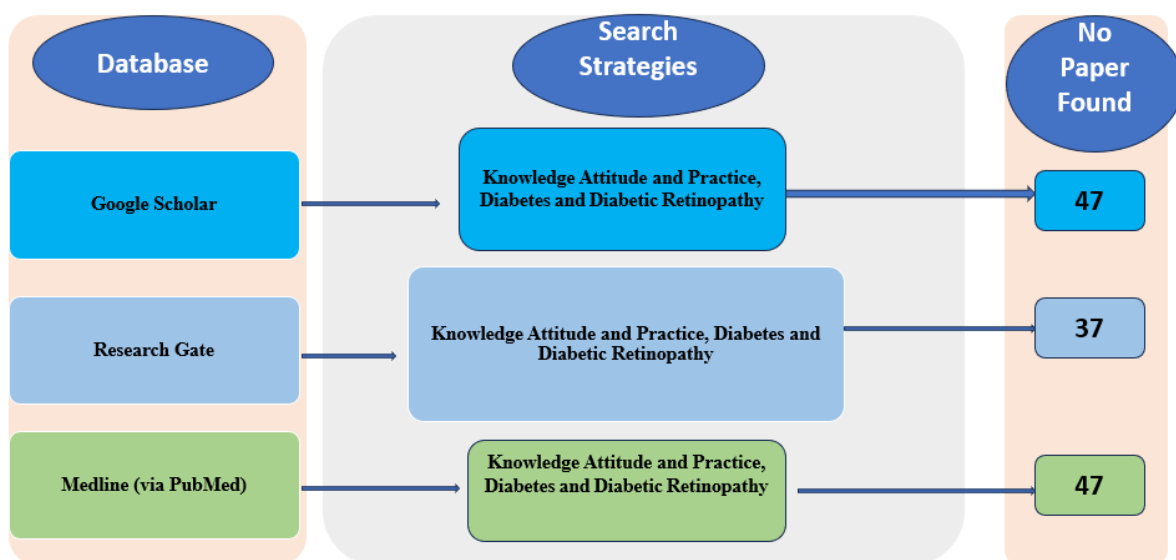 Database
Search
Strategies
No
Paper
Found
Google Scholar
Knowledge Attitude and Practice,
Diabetes and Diabetic Retinopathy
47
Research Gate
Knowledge Attitude and Practice, Diabetes and
Diabetic Retinopathy
37
Medline (via PubMed)
Knowledge Attitude and Practice,
Diabetes and Diabetic Retinopathy
47